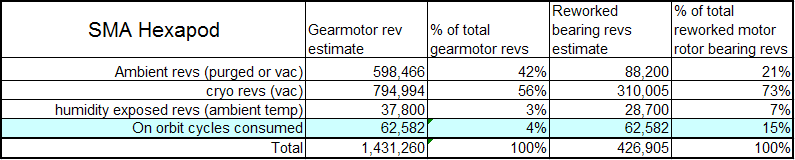 SMA Hexapod Gearmotor rev estimate % of total gearmotor revs Reworked bearing revs estimate % of total reworked motor rotor bearing revs
Ambient revs (purged or vac) 598,466 42% 88,200 21%
cryo revs (vac) 794,994 56% 310,005 73%
humidity exposed revs (ambient temp) 37,800 3% 28,700 7%
On orbit cycles consumed 62,582 4% 62,582 15%
Total 1,431,260 100% 426,905 100%